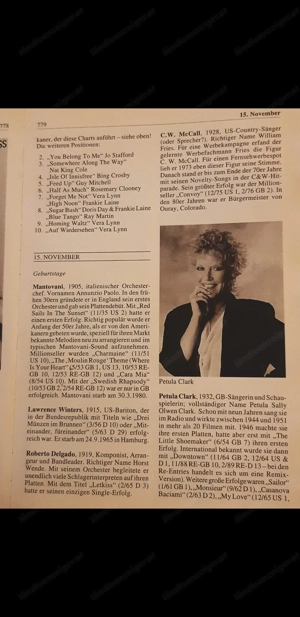 15. November
778
779
kaner, der diese Charts anführt – siehe oben!
Die weiteren Positionen:
2. „You Belong To Me“ Jo Stafford
3. „Somewhere Along The Way“
Nat King Cole
4. „Isle Of Innisfree“ Bing Crosby
5. „Feed Up“ Guy Mitchell
6. „Half As Much“ Rosemary Clooney
7. „Forget Me Not“ Vera Lynn
„High Noon“ Frankie Laine
8. „Sugar Bush“ Doris Day & Frankie Laine
„Blue Tango“ Ray Martin
9. „Homing Waltz“ Vera Lynn
10. „Auf Wiedersehen“ Vera Lynn
15. NOVEMBER
Geburtstage
Mantovani, 1905, italienischer Orchester-
chef. Vornamen Annunzio Paolo. In den frü-
hen 30ern gründete er in England sein erstes
Orchester und gab sein Plattendebüt. Mit „Red
Sails In The Sunset“ (11/35 US 2) hatte er
einen ersten Erfolg. Richtig populär wurde er
Anfang der 50er Jahre, als er von den Ameri-
kanern gebeten wurde, speziell für ihren Markt
bekannte Melodien neu zu arrangieren und im
typischen Mantovani-Sound aufzunehmen.
Millionseller wurden „Charmaine“ (11/51
US 10), „The ‚Moulin Rouge‘ Theme (Where
Is Your Heart“ (5/53 GB 1, US 13, 10/53 RE-
GB 10, 12/53 RE-GB 12) und „Cara Mia“
(8/54 US 10). Mit der „Swedish Rhapsody“
(10/53 GB 2, 2/54 RE-GB 12) war er nur in GB
erfolgreich. Mantovani starb am 30.3.1980.
Lawrence Winters, 1915, US-Bariton, der
in der Bundesrepublik mit Titeln wie „Drei
Münzen im Brunnen“ (3/56 D 10) oder „Mit-
einander, füreinander“ (5/63 D 29) erfolg-
reich war. Er starb am 24.9.1965 in Hamburg.
Roberto Delgado, 1919, Komponist, Arran-
geur und Bandleader. Richtiger Name Horst
Wende. Mit seinem Orchester begleitete er
unendlich viele Schlagerinterpreten auf ihren
Platten. Mit dem Titel „Letkiss“ (2/65 D 3)
hatte er seinen einzigen Single-Erfolg.
C.W. McCall, 1928, US-Country-Sänger
(oder Sprecher?). Richtiger Name William
Fries. Für eine Werbekampagne erfand der
gelernte Werbefachmann Fries die Figur
C. W. McCall. Für einen Fernsehwerbespot
lieh er 1973 eben dieser Figur seine Stimme.
Danach stand er bis zum Ende der 70er Jahre
mit seinen Novelty-Songs in der C&W-Hit-
parade. Sein größter Erfolg war der Million-
seller „Convoy“ (12/75 US 1, 2/76 GB 2). In
den 80er Jahren war er Bürgermeister von
Ouray, Colorado.
Petula Clark
Petula Clark, 1932, GB-Sängerin und Schau-
spielerin; vollständiger Name Petula Sally
Olwen Clark. Schon mit neun Jahren sang sie
im Radio und wirkte zwischen 1944 und 1951
in mehr als 20 Filmen mit. 1946 machte sie
ihre ersten Platten, hatte aber erst mit „The
Little Shoemaker“ (6/54 GB 7) ihren ersten
Erfolg. International bekannt wurde sie dann
mit „Downtown“ (11/64 GB 2, 12/64 US &
D 1, 11/88 RE-GB 10, 2/89 RE-D 13 – bei den
Re-Entries handelt es sich um eine Remix-
Version). Weitere große Erfolge waren „Sailor“
(1/61 GB 1), „Monsieur“ (9/62 D 1), „Casanova
Baciami“ (2/63 D 2), „My Love“ (12/65 US 1,